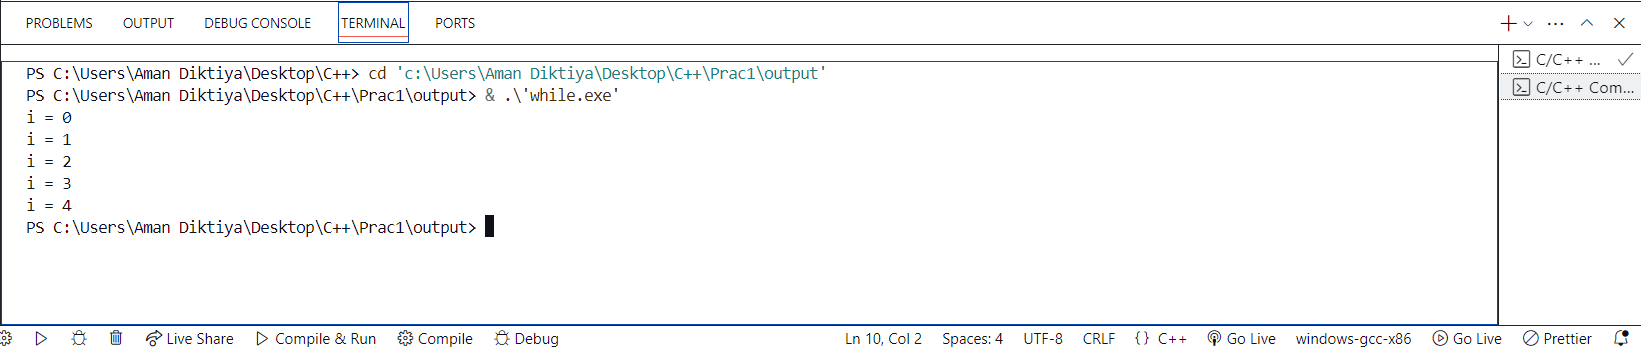 PROBLEMS OUTPUT DEBUG CONSOLE TERMINAL PORTS
PS C:\Users\Aman Diktiya\Desktop\C++> cd 'c:\Users\Aman Diktiya\Desktop\C++\Prac1\output'
PS C:\Users\Aman Diktiya\Desktop\C++\Prac1\output> & .\'while.exe'
i = 0
i = 1
i = 2
i = 3
i = 4
PS C:\Users\Aman Diktiya\Desktop\C++\Prac1\output>
C/C++ ...
C/C++ Com...
Live Share Compile & Run Compile Debug Ln 10, Col 2 Spaces: 4 UTF-8 CRLF {} C++ Go Live windows-gcc-x86 Go Live Prettier